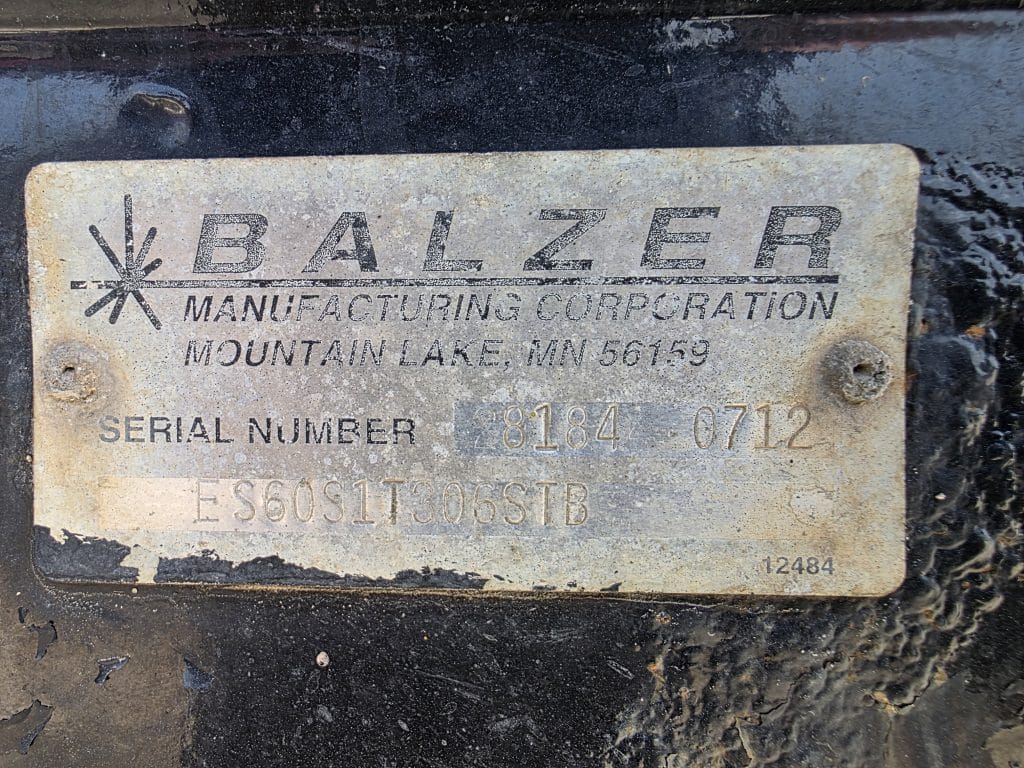 BALZER
MANUFACTURING CORPORATION
MOUNTAIN LAKE, MN 56159
SERIAL NUMBER 8184 0712
ES60S1T306STB
12484